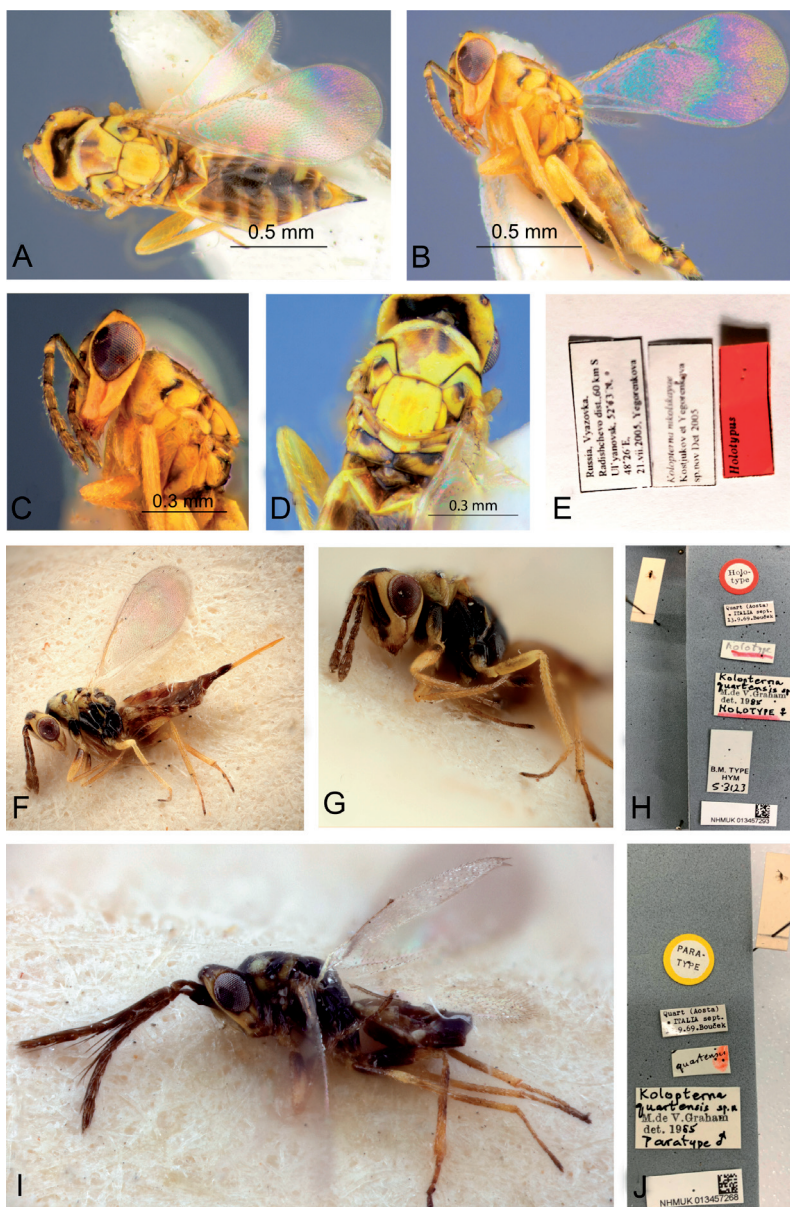 A
0.5 mm
B
0.5 mm
C
0.3 mm
D
0.3 mm
E
Russia, Vyazovka,
Radishchevo dist.,60 km S
Ul'yanovsk, 52°63'N,
48°26'E,
21 vii.2005, Yegorenkova
Kolopterna
Kostjukov et Yegorenkova
sp.nov Det 2005
Holotypus
F
G
H
Holo-
type
Quart (Aosta)
ITALIA sept.
13.9.69.Bouček
holotype
Kolopterna
quartensis sp.
M.de V.Graham
det. 1985
HOLOTYPE ♀
B.M. TYPE
HYM
5.3123
NHMUK 013457293
I
PARA-
TYPE
Quart (Aosta)
ITALIA sept.
9.69.Bouček
quartensis
Kolopterna
quartensis sp.n
M.de V.Graham
det. 1985
Paratype ♂
J
NHMUK 013457268